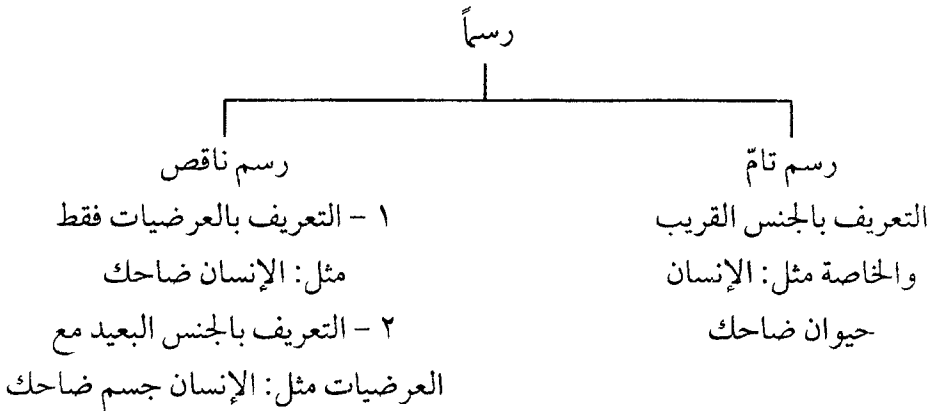 رسماً
رسم تامّ
التعريف بالجنس القريب
والخاصة مثل: الإنسان
حيوان ضاحك
رسم ناقص
١ - التعريف بالعرضيات فقط
مثل: الإنسان ضاحك
٢ - التعريف بالجنس البعيد مع
العرضيات مثل: الإنسان جسم ضاحك